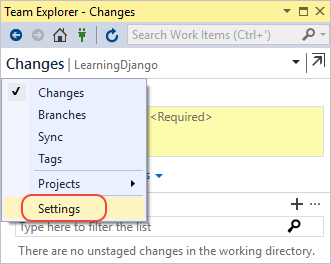 Team Explorer - Changes
Search Work Items (Ctrl+')
Changes | LearningDjango
Changes
Branches
Sync
Tags
Projects
Settings
<Required>
Type here to filter the list
There are no unstaged changes in the working directory.